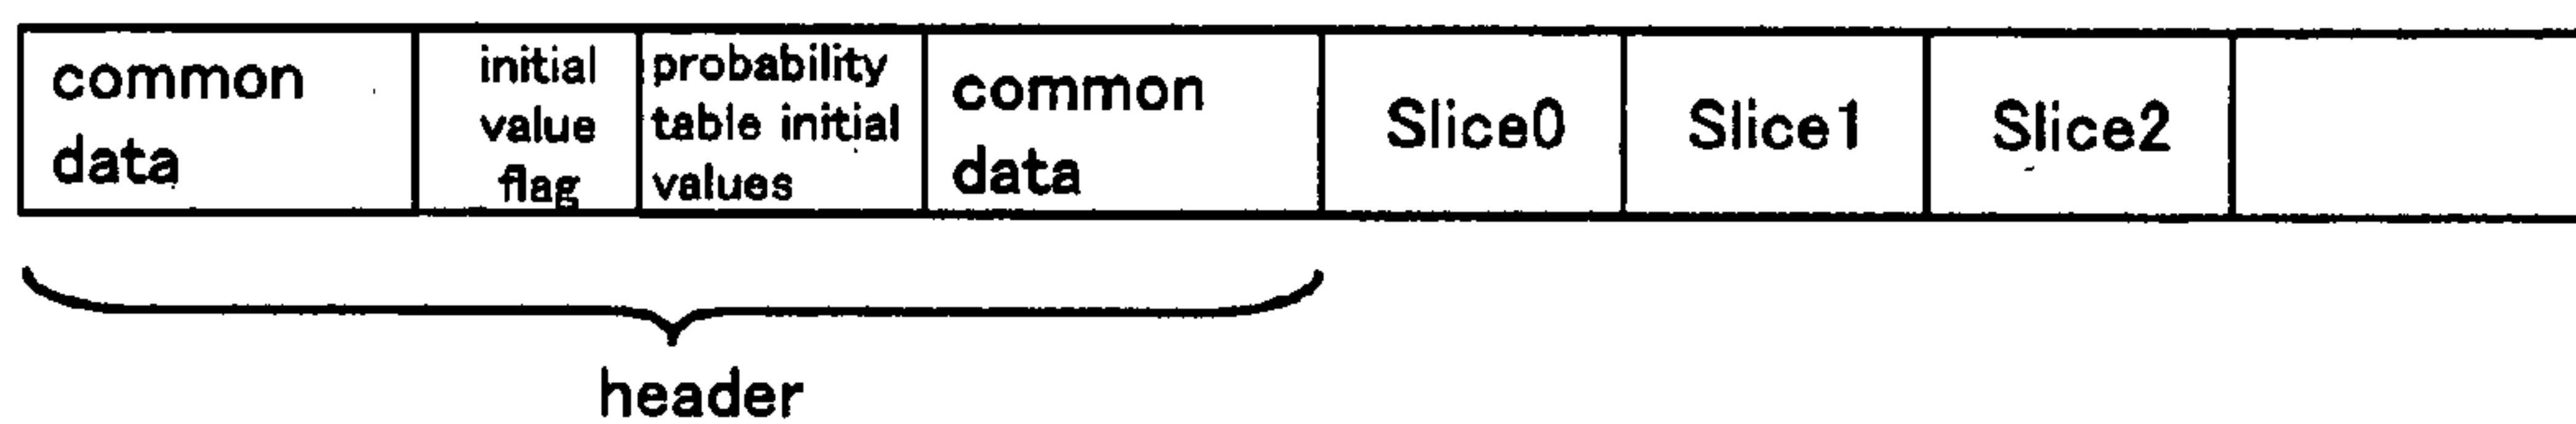 common
data
initial
value
flag
probability
table initial
values
common
data
Slice0
Slice1
Slice2
header